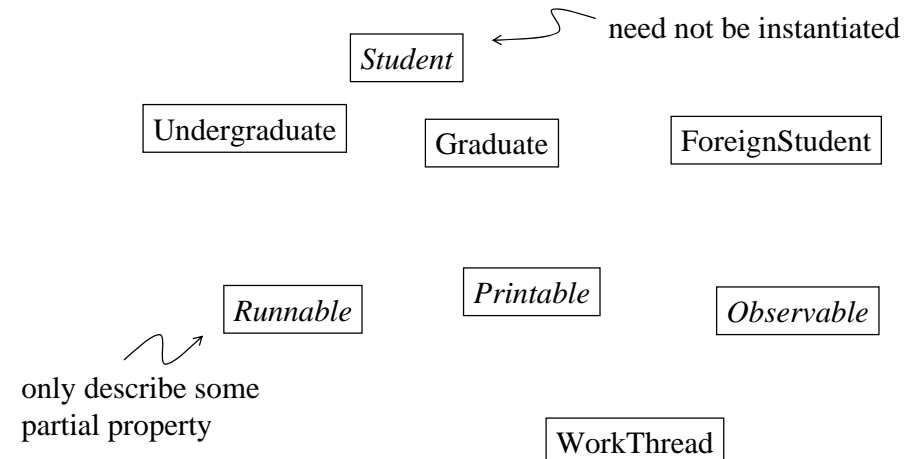 need not be instantiated
Student
Undergraduate
Graduate
ForeignStudent
Runnable
Printable
Observable
only describe some
partial property
WorkThread